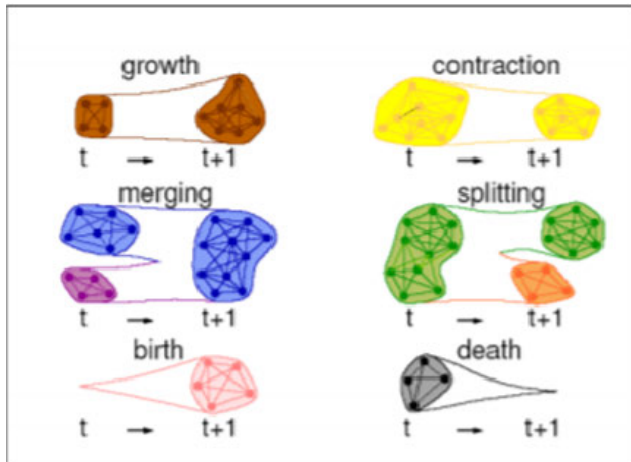 growth
contraction
t → t+1
t → t+1
merging
splitting
t → t+1
t → t+1
birth
death
t → t+1
t → t+1